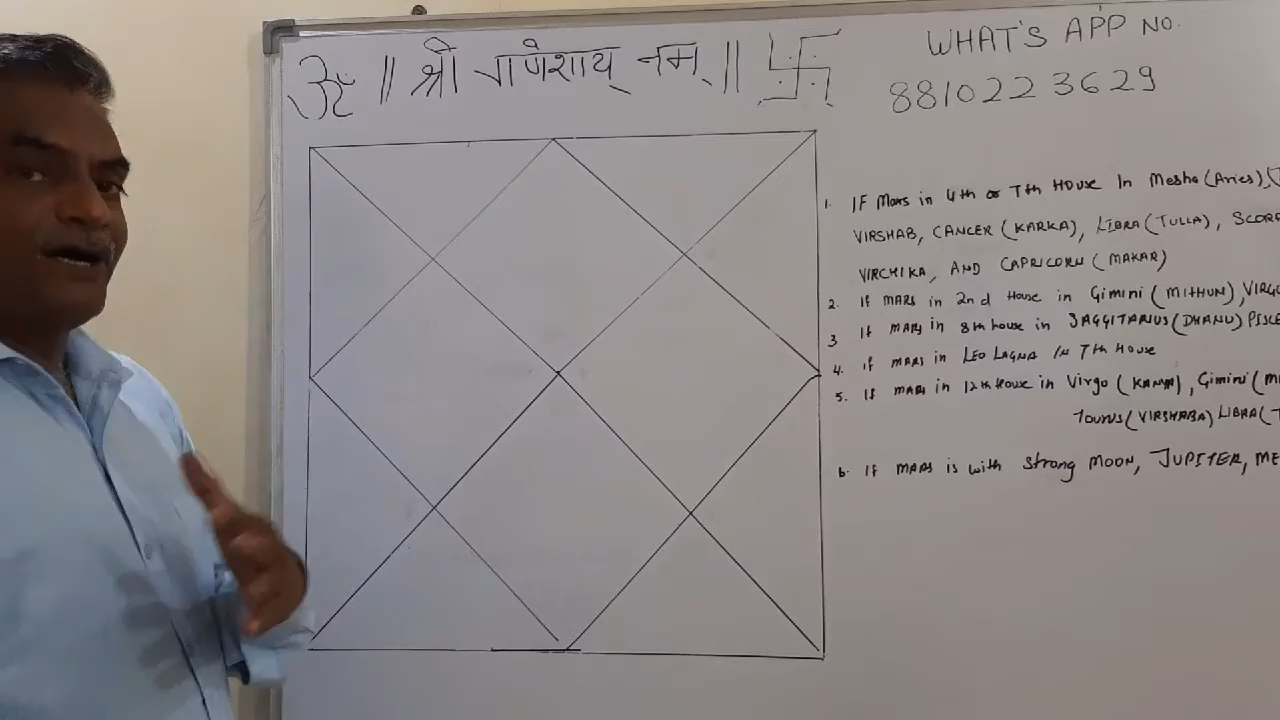 ॐ || श्री गणेशाय् नमः ||
WHAT'S APP NO.
8810223629
1. IF Mars in 4th or 7th House In Mesha(Aries),
VIRSHAB, CANCER (KARKA), LIBRA(TULLA), SCORP
VIRCHIKA, AND CAPRICORN (MAKAR)
2. If MARS in 2nd House in Gimini (MITHUN), VIRGO
3 If MARS in 8th house in SAGGITARIUS(DHANU) PISCE
4. if MARS in LEO LAGNA IN 7th House
5. If MARS in 12th House in Virgo (KANYA), Gimini (M
TOURUS(VIRSHABA) LIBRA(T
6. If MARS is with Strong MOON, JUPITER, ME